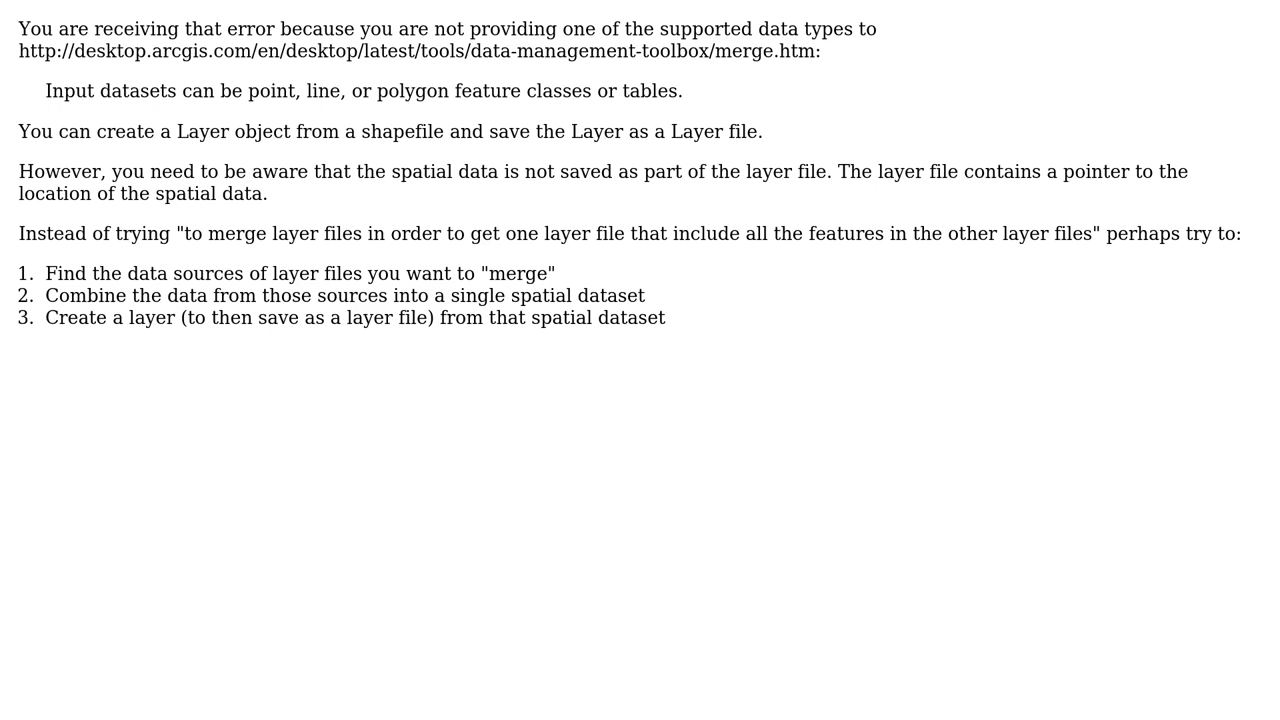 You are receiving that error because you are not providing one of the supported data types to
http://desktop.arcgis.com/en/desktop/latest/tools/data-management-toolbox/merge.htm:
Input datasets can be point, line, or polygon feature classes or tables.
You can create a Layer object from a shapefile and save the Layer as a Layer file.
However, you need to be aware that the spatial data is not saved as part of the layer file. The layer file contains a pointer to the
location of the spatial data.
Instead of trying "to merge layer files in order to get one layer file that include all the features in the other layer files" perhaps try to:
1. Find the data sources of layer files you want to "merge"
2. Combine the data from those sources into a single spatial dataset
3. Create a layer (to then save as a layer file) from that spatial dataset